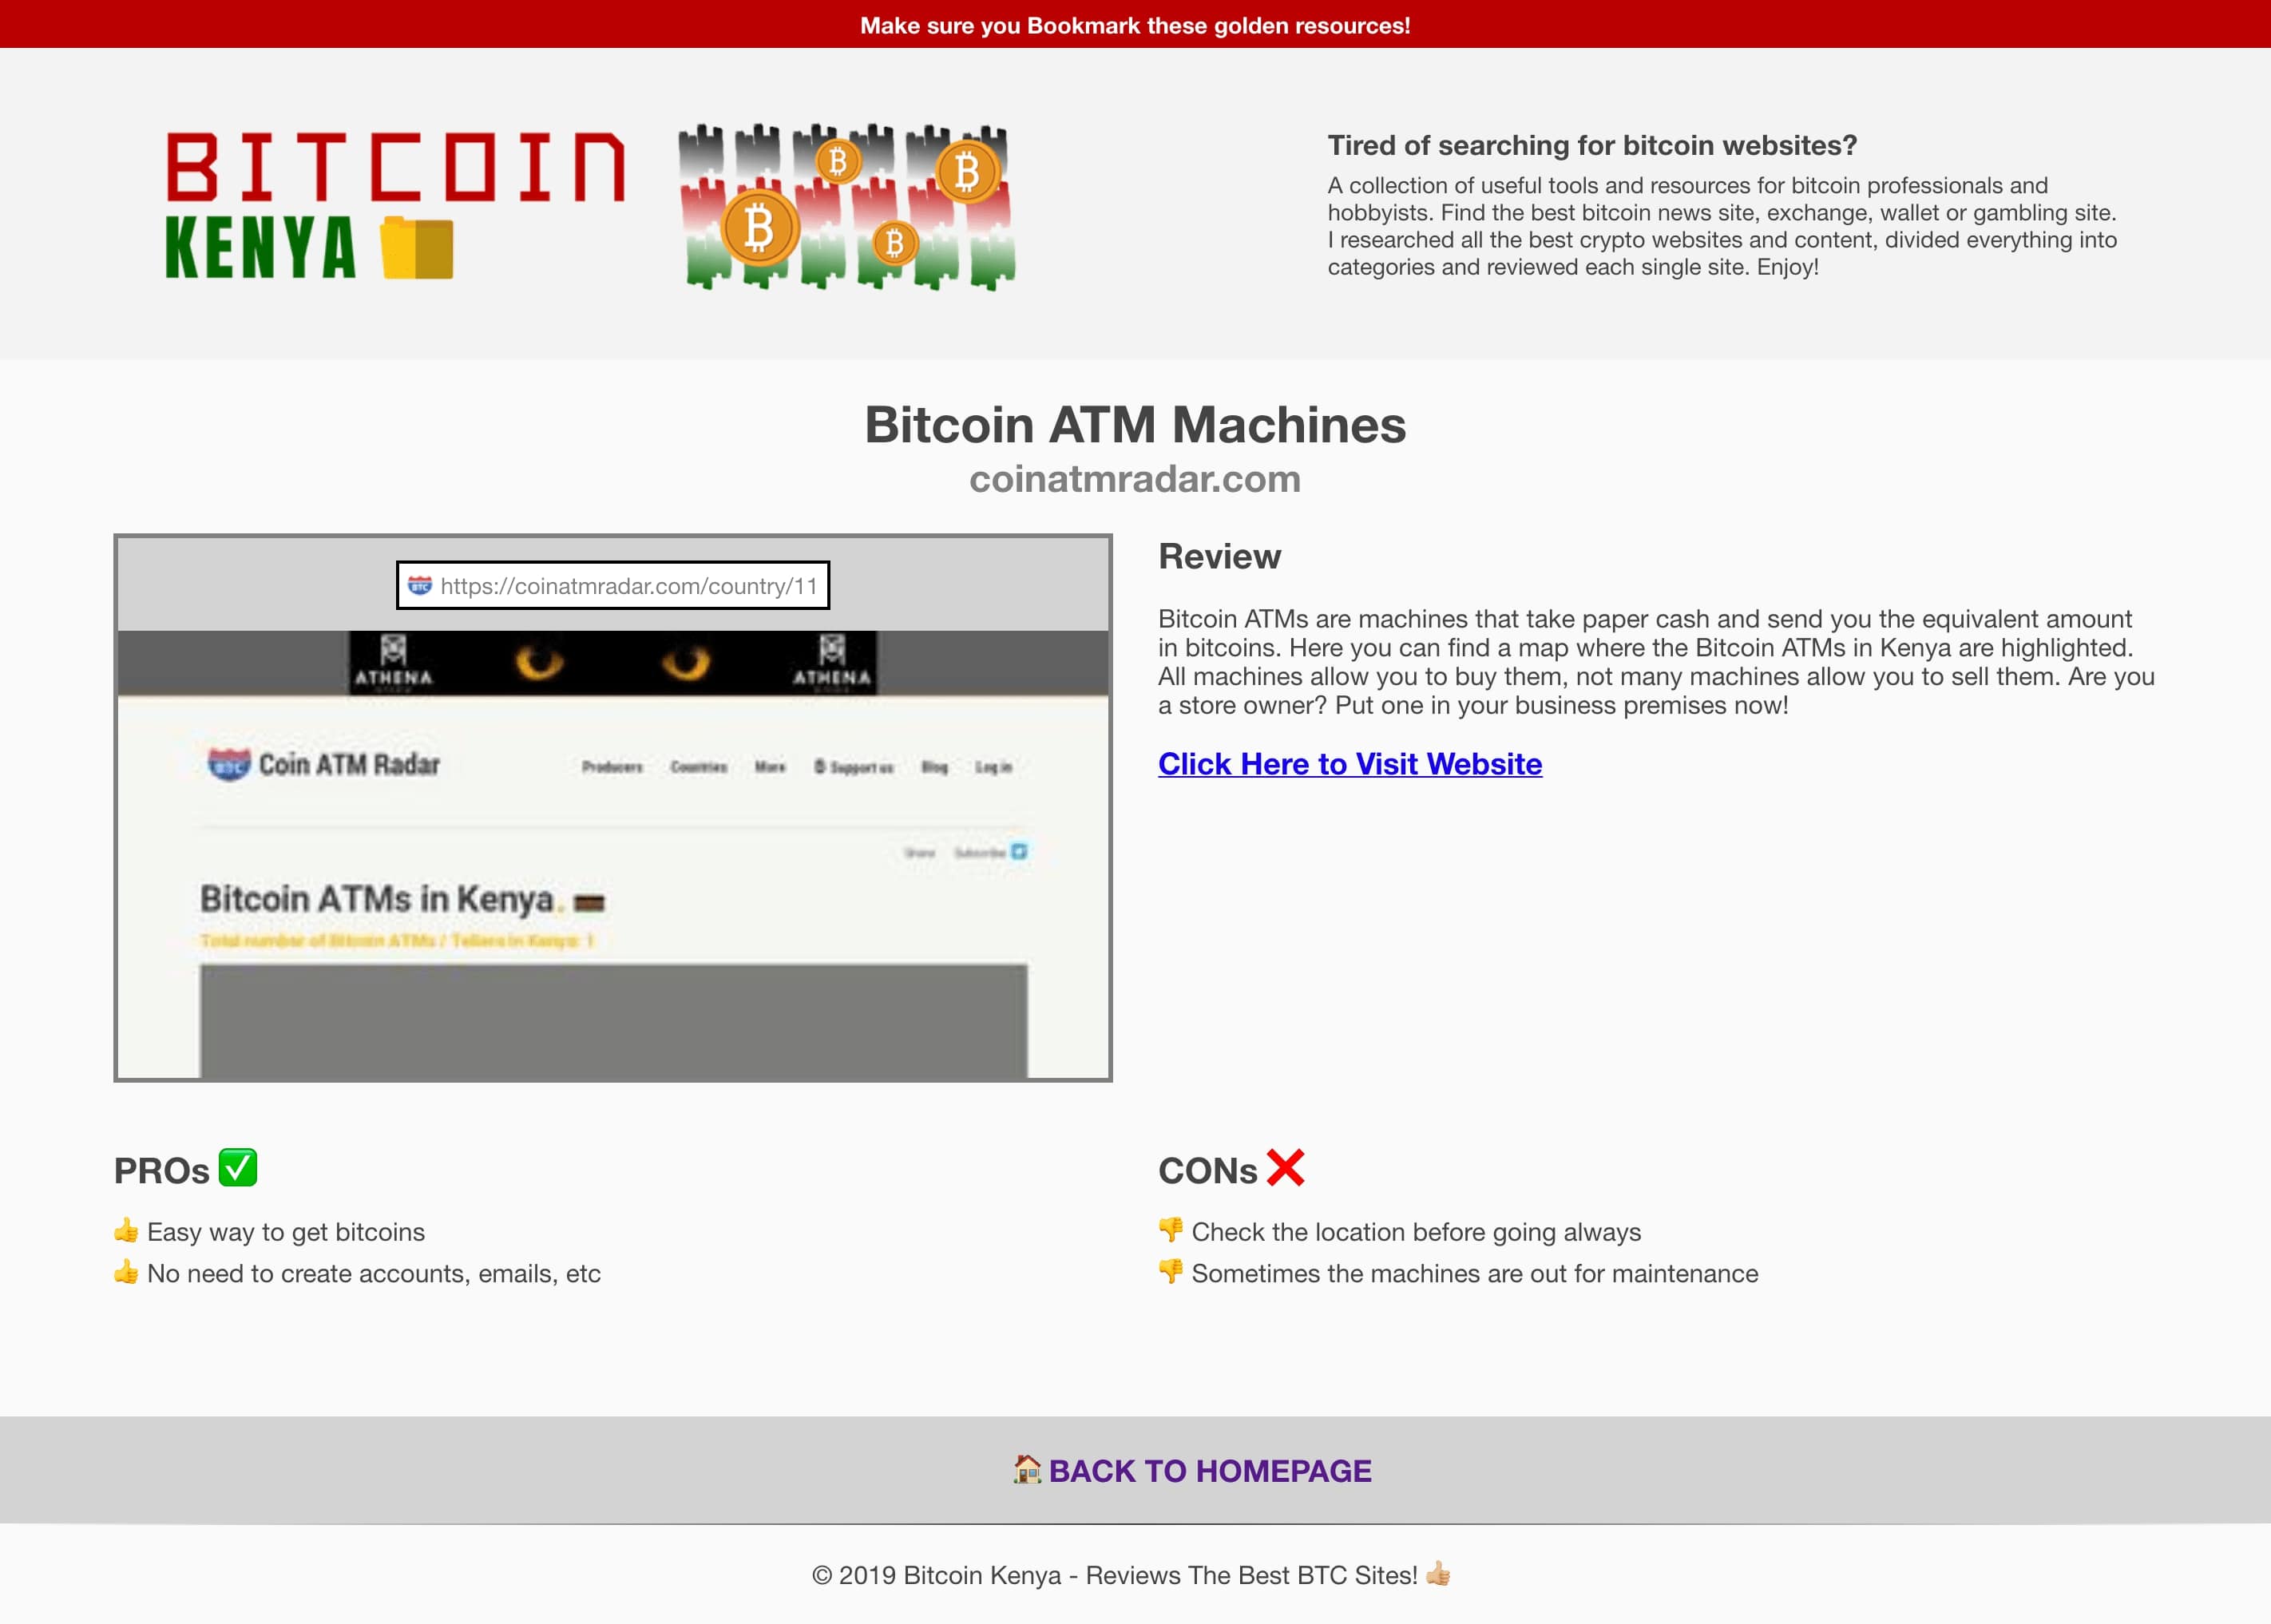 Make sure you Bookmark these golden resources!
BITCOIN
KENYA
Tired of searching for bitcoin websites?
A collection of useful tools and resources for bitcoin professionals and
hobbyists. Find the best bitcoin news site, exchange, wallet or gambling site.
I researched all the best crypto websites and content, divided everything into
categories and reviewed each single site. Enjoy!
Bitcoin ATM Machines
coinatmradar.com
BTC https://coinatmradar.com/country/11
ATHENA ATHENA
BTC Coin ATM Radar Producers Countries More Support us Blog Log in
Share Subscribe
Bitcoin ATMs in Kenya.
Total number of Bitcoin ATMs / Tellers in Kenya: 1
Review
Bitcoin ATMs are machines that take paper cash and send you the equivalent amount
in bitcoins. Here you can find a map where the Bitcoin ATMs in Kenya are highlighted.
All machines allow you to buy them, not many machines allow you to sell them. Are you
a store owner? Put one in your business premises now!
Click Here to Visit Website
PROs ✅
👍 Easy way to get bitcoins
👍 No need to create accounts, emails, etc
CONs ❌
👎 Check the location before going always
👎 Sometimes the machines are out for maintenance
🏠 BACK TO HOMEPAGE
© 2019 Bitcoin Kenya - Reviews The Best BTC Sites! 👍🏼